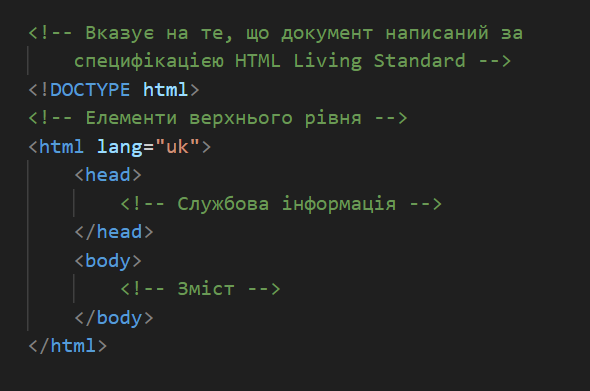 <!-- Вказує на те, що документ написаний за
специфікацією HTML Living Standard -->
<!DOCTYPE html>
<!-- Елементи верхнього рівня -->
<html lang="uk">
<head>
<!-- Службова інформація -->
</head>
<body>
<!-- Зміст -->
</body>
</html>